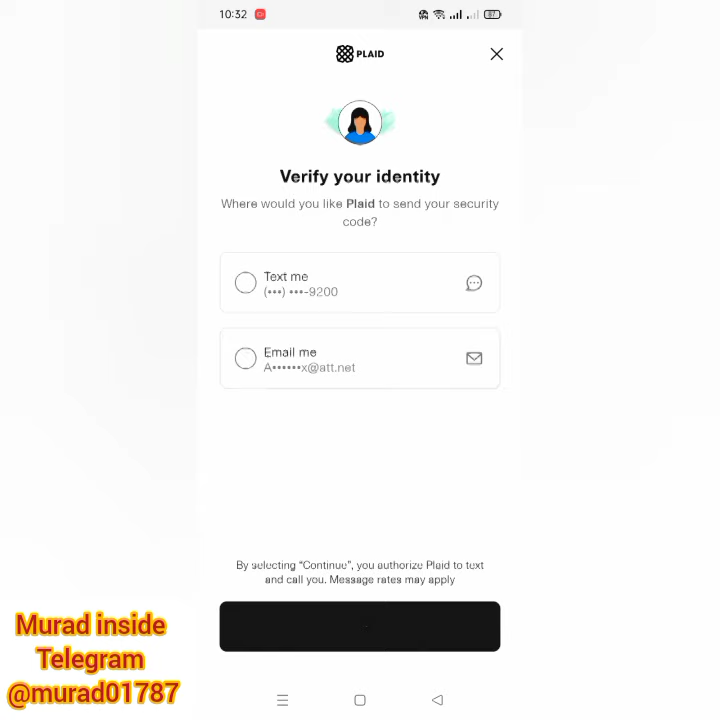 10:32
87
PLAID
Verify your identity
Where would you like Plaid to send your security
code?
Text me
(•••) •••-9200
Email me
A••••••x@att.net
By selecting “Continue”, you authorize Plaid to text
and call you. Message rates may apply
Murad inside
Telegram
@murad01787